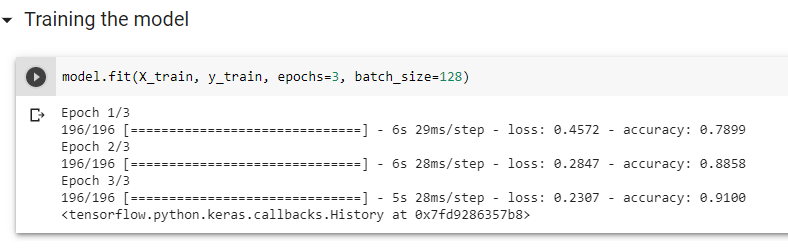 Training the model
model.fit(X_train, y_train, epochs=3, batch_size=128)
Epoch 1/3
196/196 [==============================] - 6s 29ms/step - loss: 0.4572 - accuracy: 0.7899
Epoch 2/3
196/196 [==============================] - 6s 28ms/step - loss: 0.2847 - accuracy: 0.8858
Epoch 3/3
196/196 [==============================] - 5s 28ms/step - loss: 0.2307 - accuracy: 0.9100
<tensorflow.python.keras.callbacks.History at 0x7fd9286357b8>